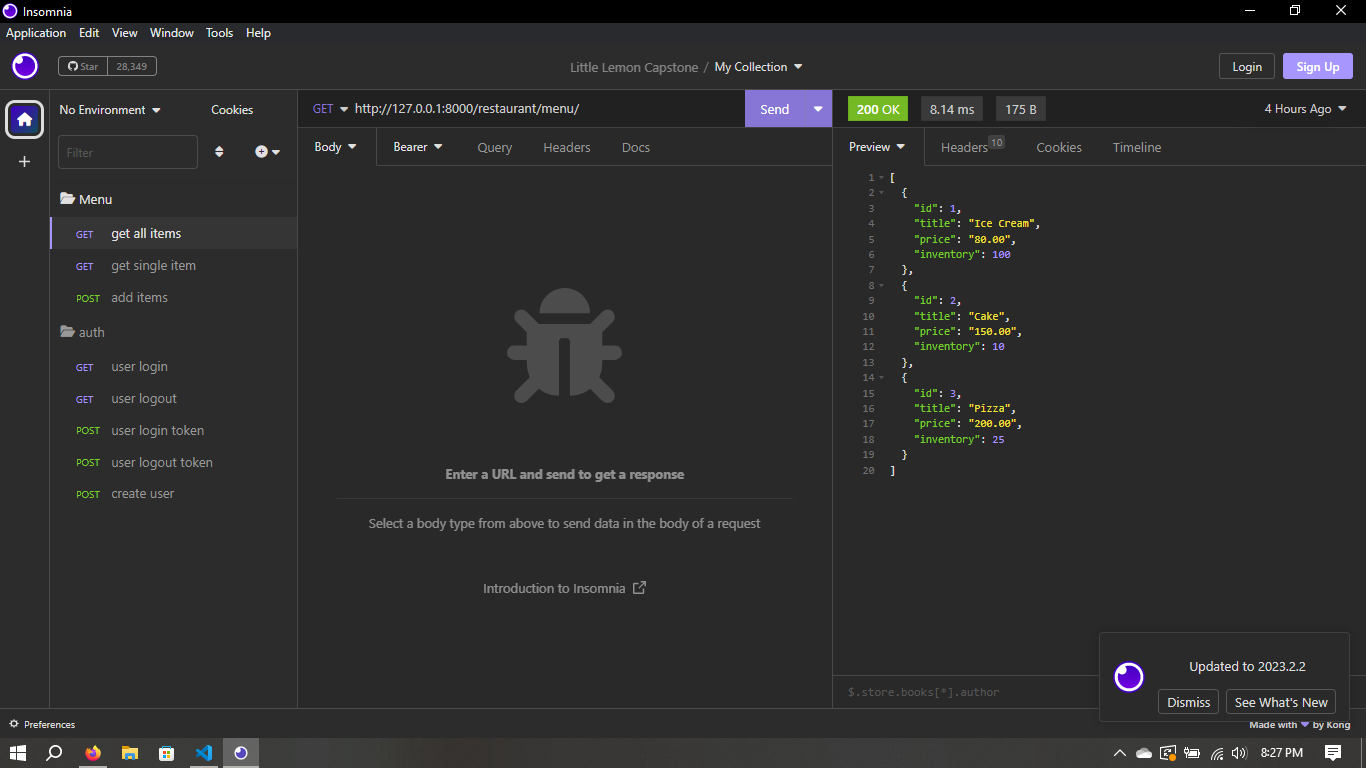 Insomnia
Application Edit View Window Tools Help
Star 28,349
Little Lemon Capstone / My Collection
Login Sign Up
No Environment Cookies
GET http://127.0.0.1:8000/restaurant/menu/ Send
200 OK 8.14 ms 175 B 4 Hours Ago
Filter
Body Bearer Query Headers Docs
Preview Headers 10 Cookies Timeline
Menu
GET get all items
GET get single item
POST add items
auth
GET user login
GET user logout
POST user login token
POST user logout token
POST create user
Enter a URL and send to get a response
Select a body type from above to send data in the body of a request
Introduction to Insomnia
1 [
2 {
3 "id": 1,
4 "title": "Ice Cream",
5 "price": "80.00",
6 "inventory": 100
7 },
8 {
9 "id": 2,
10 "title": "Cake",
11 "price": "150.00",
12 "inventory": 10
13 },
14 {
15 "id": 3,
16 "title": "Pizza",
17 "price": "200.00",
18 "inventory": 25
19 }
20 ]
$.store.books[*].author
Updated to 2023.2.2
Dismiss See What's New
Preferences
Made with by Kong
8:27 PM